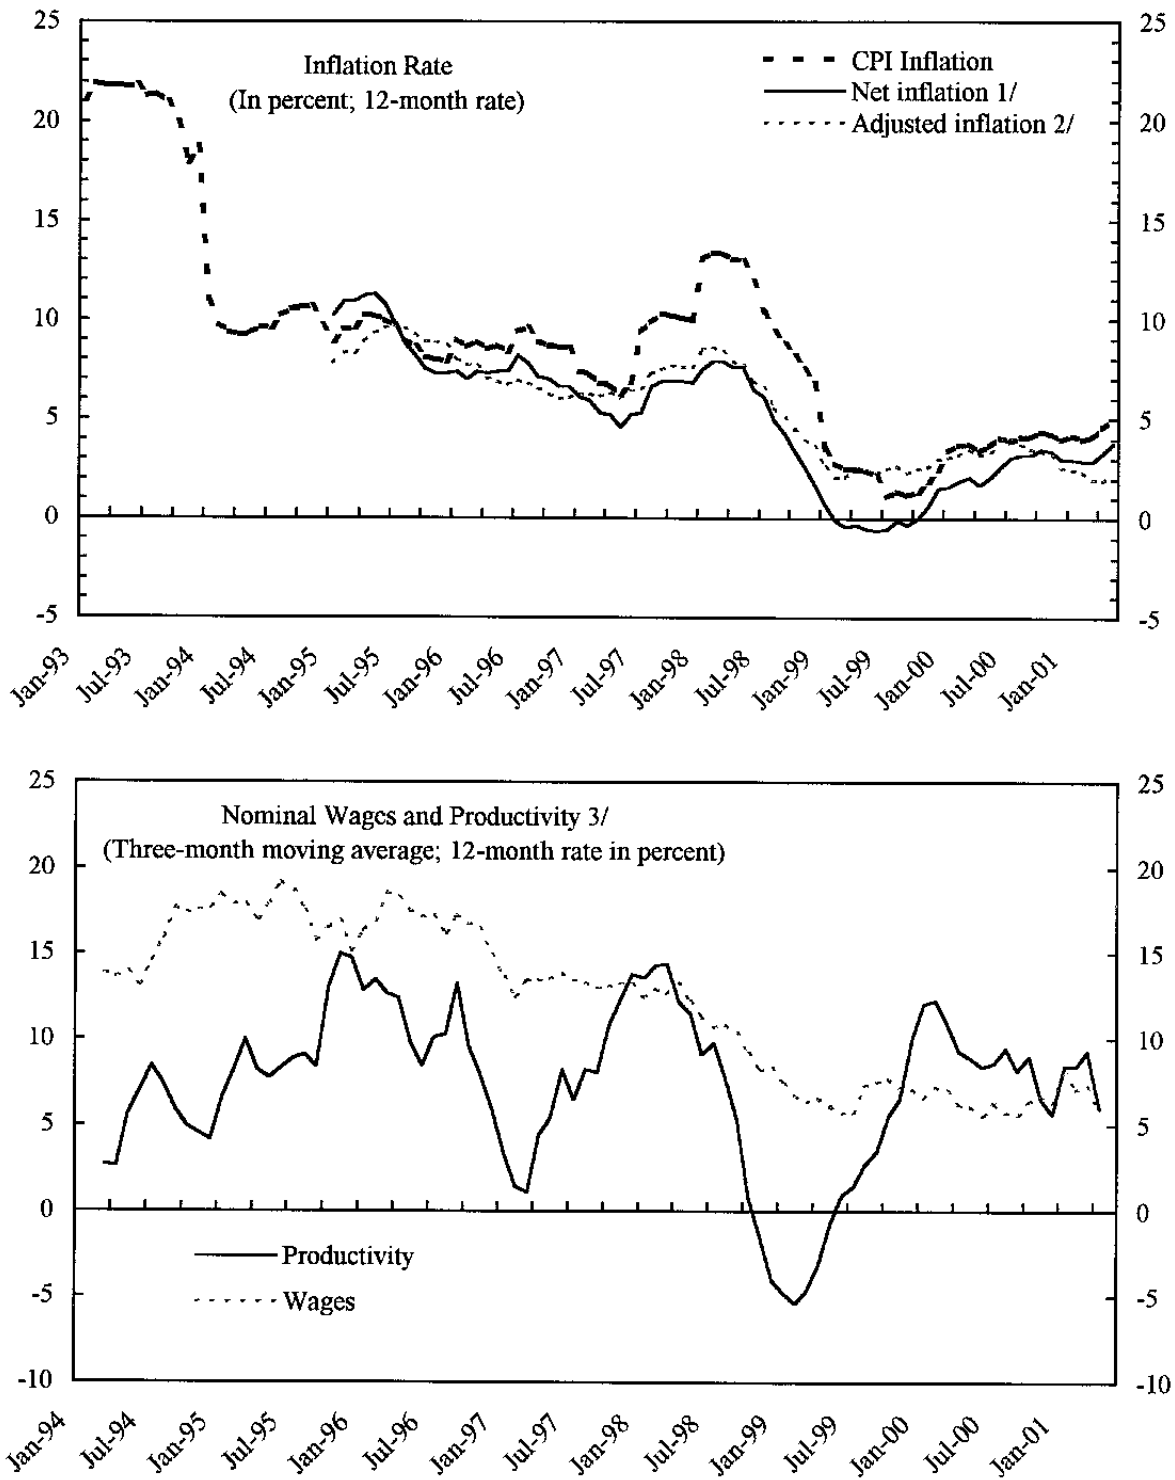 Inflation Rate
(In percent; 12-month rate)
CPI Inflation
Net inflation 1/
Adjusted inflation 2/
25
20
15
10
5
0
-5
25
20
15
10
5
0
-5
Jan-93
Jul-93
Jan-94
Jul-94
Jan-95
Jul-95
Jan-96
Jul-96
Jan-97
Jul-97
Jan-98
Jul-98
Jan-99
Jul-99
Jan-00
Jul-00
Jan-01
Nominal Wages and Productivity 3/
(Three-month moving average; 12-month rate in percent)
25
20
15
10
5
0
-5
-10
25
20
15
10
5
0
-5
-10
Productivity
Wages
Jan-94
Jul-94
Jan-95
Jul-95
Jan-96
Jul-96
Jan-97
Jul-97
Jan-98
Jul-98
Jan-99
Jul-99
Jan-00
Jul-00
Jan-01